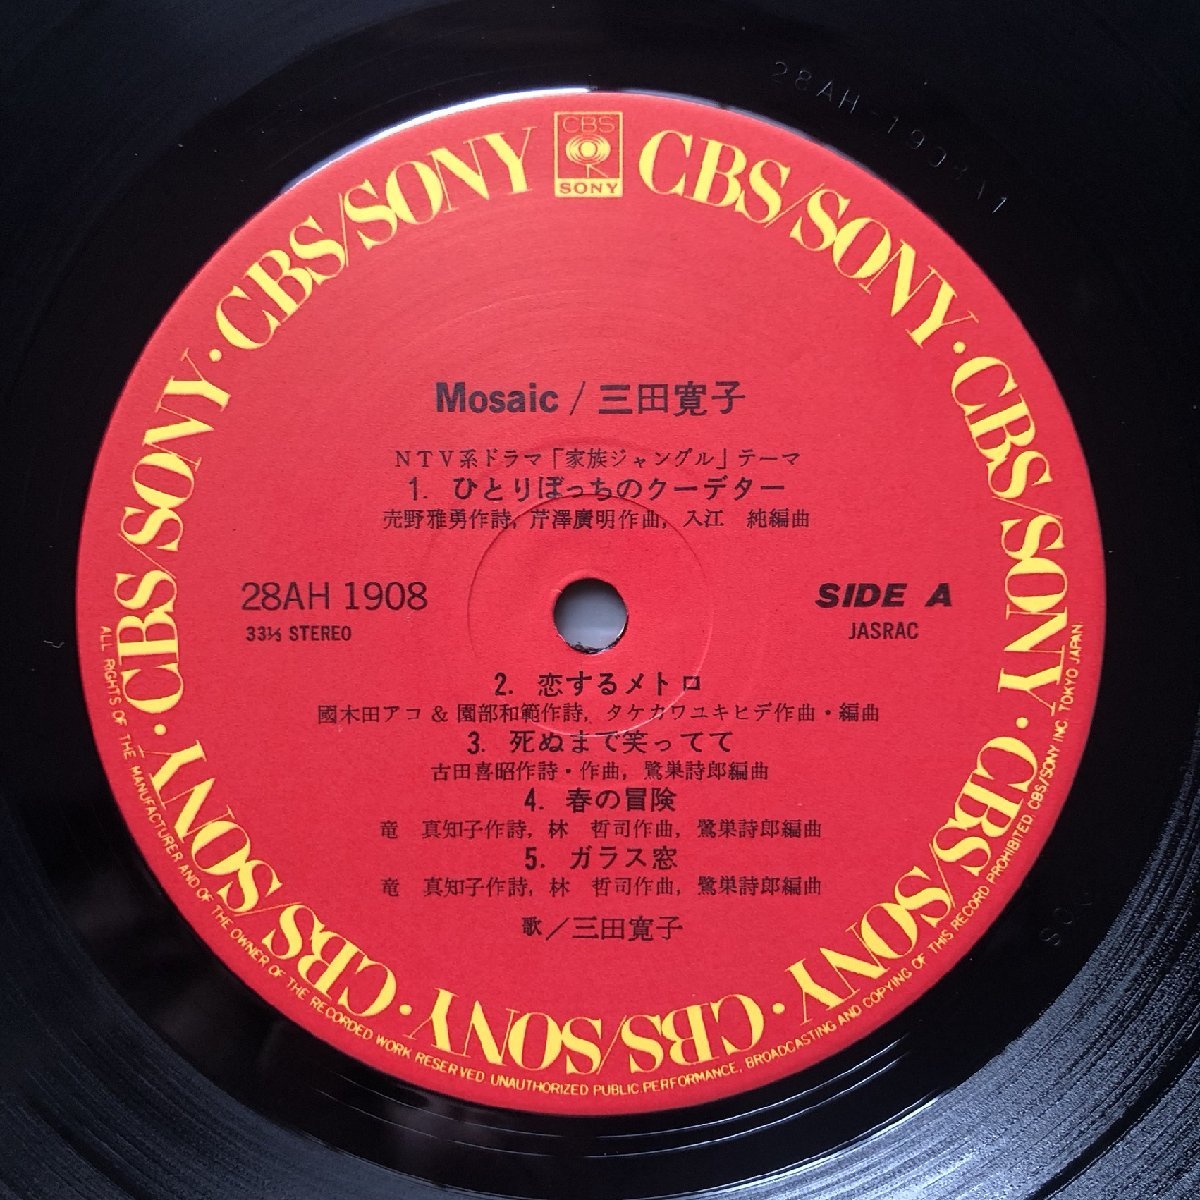 28AH-1908A1
CBS
SONY
CBS/SONY · CBS/SONY · CBS/SONY · CBS/SONY · CBS/SONY · CBS/SONY · CBS/SONY · CBS/SONY
Mosaic / 三田寛子
NTV系ドラマ「家族ジャングル」テーマ
1. ひとりぼっちのクーデター
売野雅勇作詩, 芹澤廣明作曲, 入江 純編曲
28AH 1908
33⅓ STEREO
SIDE A
JASRAC
2. 恋するメトロ
國木田アコ & 園部和範作詩, タケカワユキヒデ作曲・編曲
3. 死ぬまで笑ってて
古田喜昭作詩・作曲, 鷺巣詩郎編曲
4. 春の冒険
竜 真知子作詩, 林 哲司作曲, 鷺巣詩郎編曲
5. ガラス窓
竜 真知子作詩, 林 哲司作曲, 鷺巣詩郎編曲
歌／三田寛子
ALL RIGHTS OF THE MANUFACTURER AND OF THE OWNER OF THE RECORDED WORK RESERVED. UNAUTHORIZED PUBLIC PERFORMANCE, BROADCASTING AND COPYING OF THIS RECORD PROHIBITED. CBS/SONY INC. TOKYO JAPAN